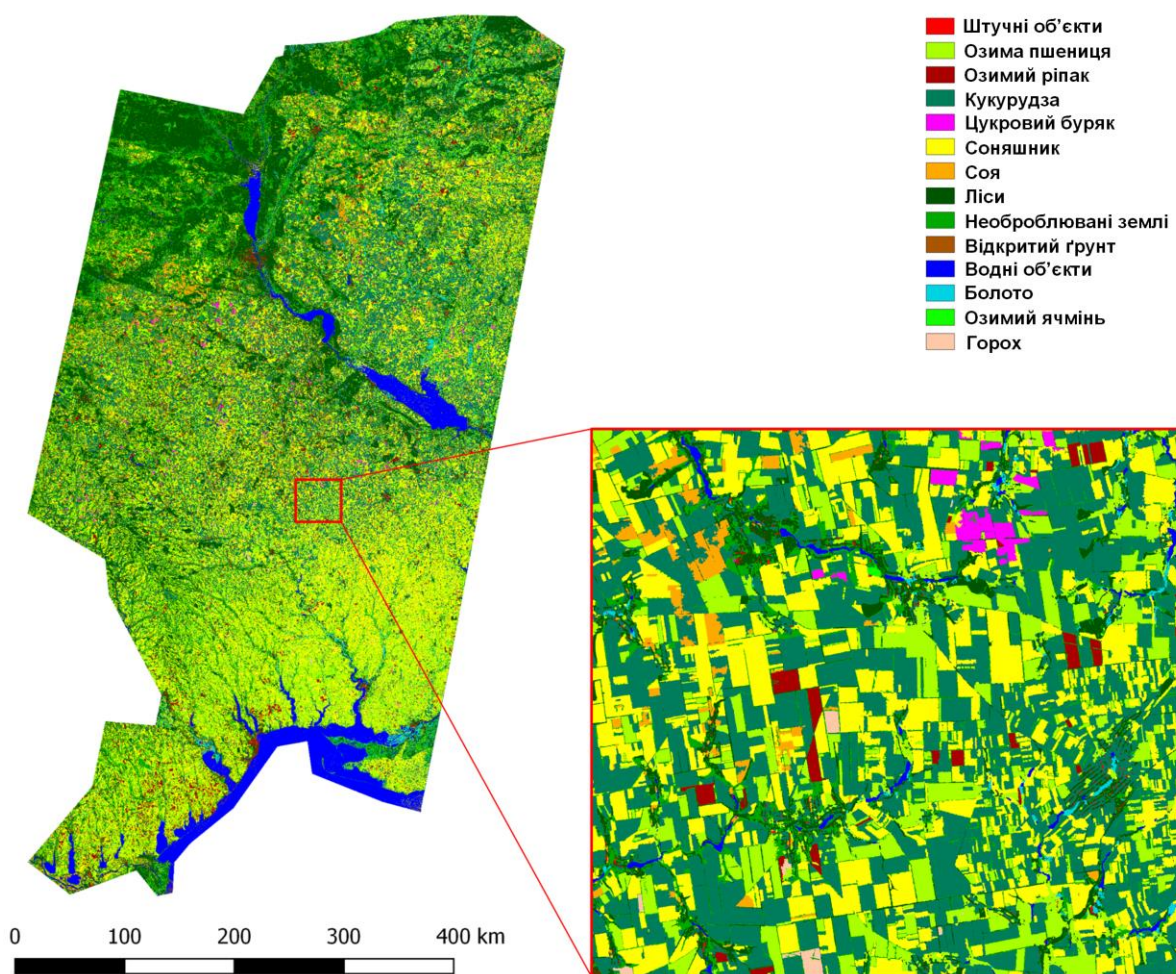 Штучні об’єкти
Озима пшениця
Озимий ріпак
Кукурудза
Цукровий буряк
Соняшник
Соя
Ліси
Необроблювані землі
Відкритий ґрунт
Водні об’єкти
Болото
Озимий ячмінь
Горох
0 100 200 300 400 km